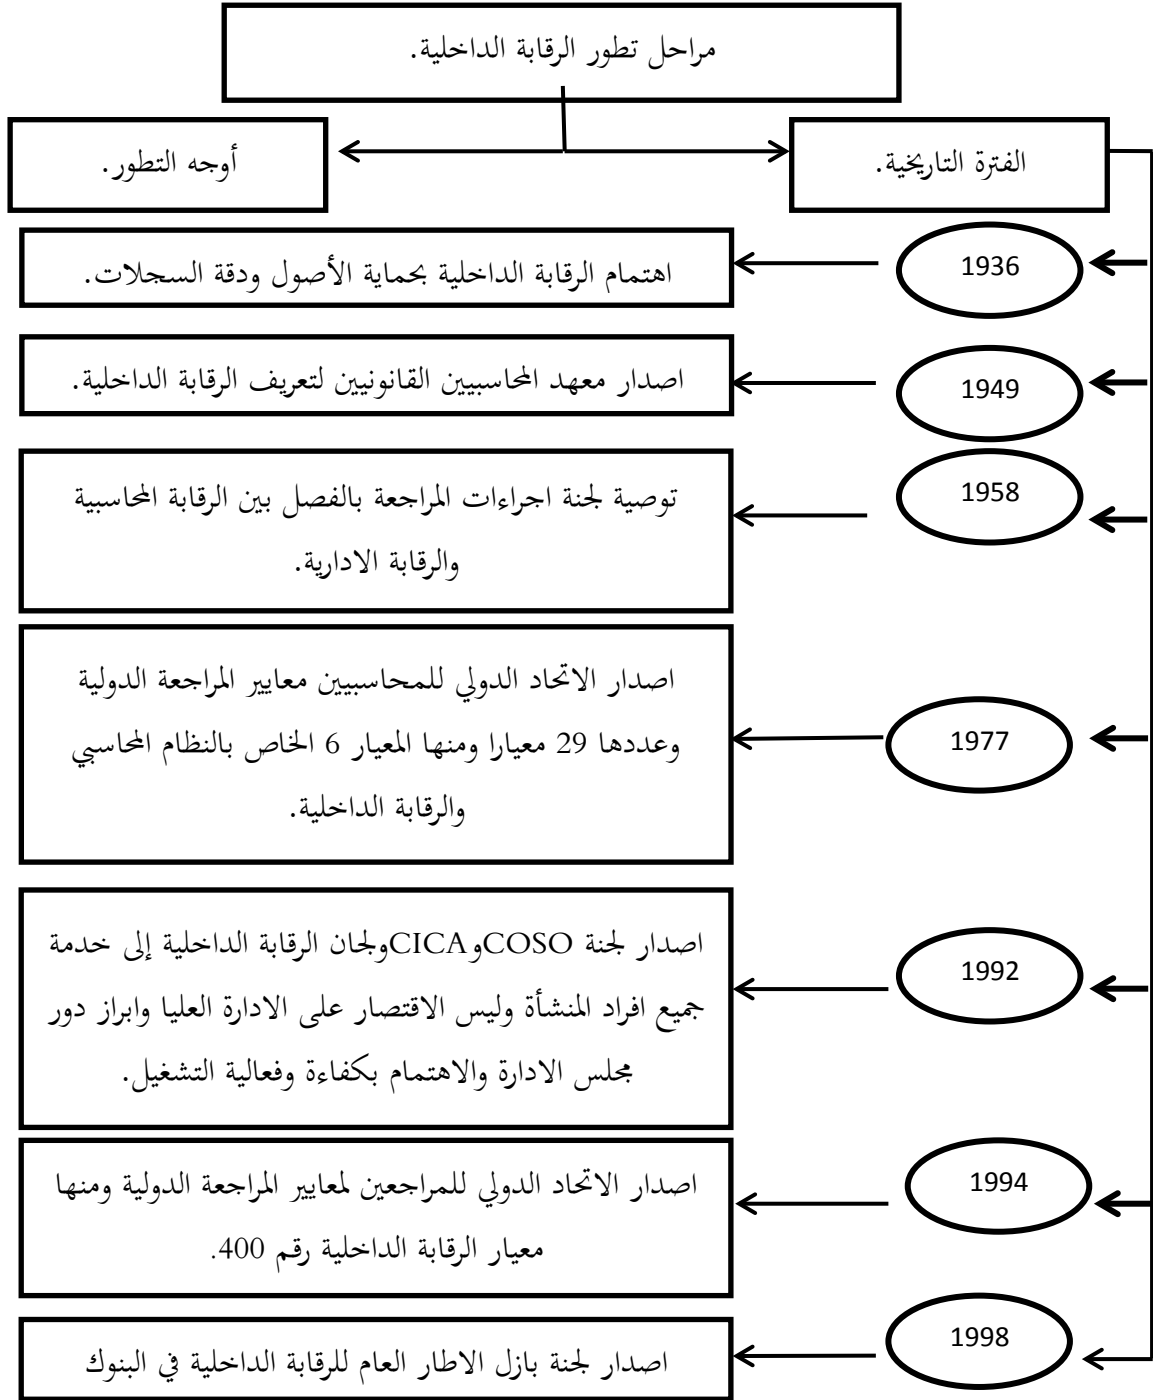 مراحل تطور الرقابة الداخلية.
الفترة التاريخية.
أوجه التطور.
1936
اهتمام الرقابة الداخلية بحماية الأصول ودقة السجلات.
1949
اصدار معهد المحاسبيين القانونيين لتعريف الرقابة الداخلية.
1958
توصية لجنة اجراءات المراجعة بالفصل بين الرقابة المحاسبية
والرقابة الادارية.
1977
اصدار الاتحاد الدولي للمحاسبيين معايير المراجعة الدولية
وعددها 29 معيارا ومنها المعيار 6 الخاص بالنظام المحاسبي
والرقابة الداخلية.
1992
اصدار لجنة COSOوCICAولجان الرقابة الداخلية إلى خدمة
جميع افراد المنشأة وليس الاقتصار على الادارة العليا وابراز دور
مجلس الادارة والاهتمام بكفاءة وفعالية التشغيل.
1994
اصدار الاتحاد الدولي للمراجعين لمعايير المراجعة الدولية ومنها
معيار الرقابة الداخلية رقم 400.
1998
اصدار لجنة بازل الاطار العام للرقابة الداخلية في البنوك